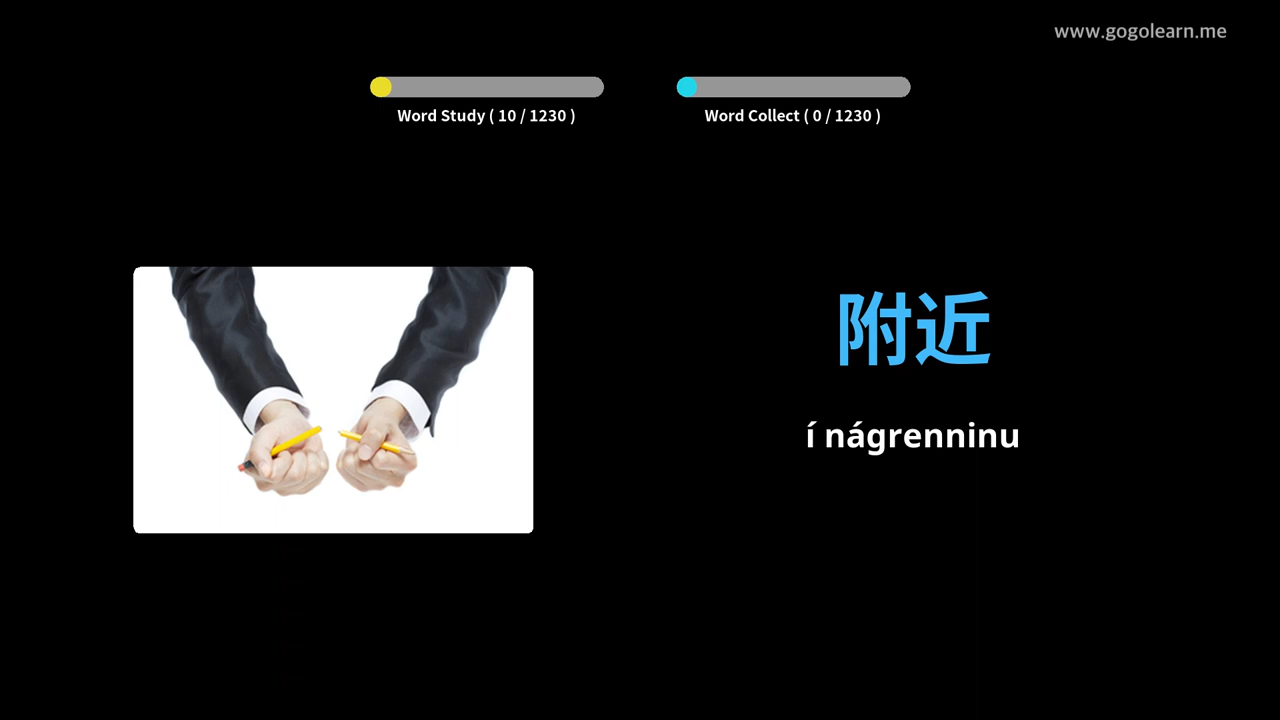 www.gogolearn.me
Word Study ( 10 / 1230 )
Word Collect ( 0 / 1230 )
附近
í nágrenninu